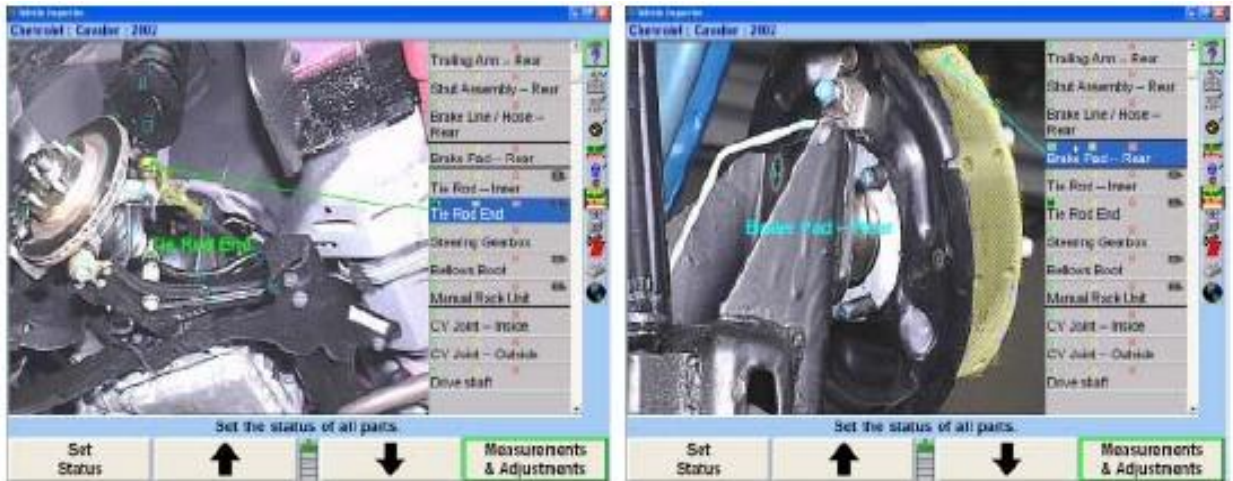 Vehicle Inspector
Chevrolet : Cavalier : 2002
Trailing Arm – Rear
Strut Assembly – Rear
Brake Line / Hose –
Rear
Brake Pad – Rear
Tie Rod – Inner
Tie Rod End
Steering Gearbox
Bellows Boot
Manual Rack Unit
CV Joint – Inside
CV Joint – Outside
Drive shaft
Tie Rod End
Set the status of all parts.
Set
Status
Measurements
& Adjustments
Vehicle Inspector
Chevrolet : Cavalier : 2002
Trailing Arm – Rear
Strut Assembly – Rear
Brake Line / Hose –
Rear
Brake Pad – Rear
Tie Rod – Inner
Tie Rod End
Steering Gearbox
Bellows Boot
Manual Rack Unit
CV Joint – Inside
CV Joint – Outside
Drive shaft
Brake Pad – Rear
Set the status of all parts.
Set
Status
Measurements
& Adjustments